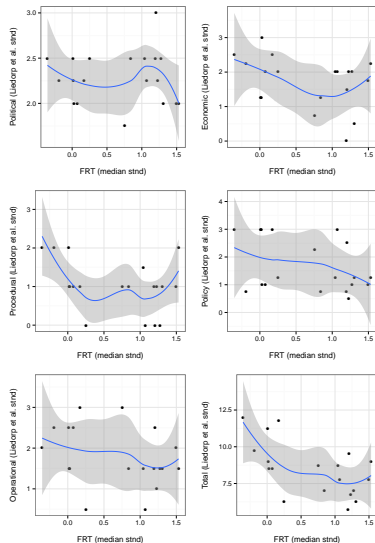 3.0
2.5
2.0
Political (Liedorp et al. stnd)
0.0 0.5 1.0 1.5
FRT (median stnd)
4
3
2
1
0
Economic (Liedorp et al. stnd)
0.0 0.5 1.0 1.5
FRT (median stnd)
3
2
1
0
Procedural (Liedorp et al. stnd)
0.0 0.5 1.0 1.5
FRT (median stnd)
4
3
2
1
0
Policy (Liedorp et al. stnd)
0.0 0.5 1.0 1.5
FRT (median stnd)
3
2
1
Operational (Liedorp et al. stnd)
0.0 0.5 1.0 1.5
FRT (median stnd)
12.5
10.0
7.5
Total (Liedorp et al. stnd)
0.0 0.5 1.0 1.5
FRT (median stnd)